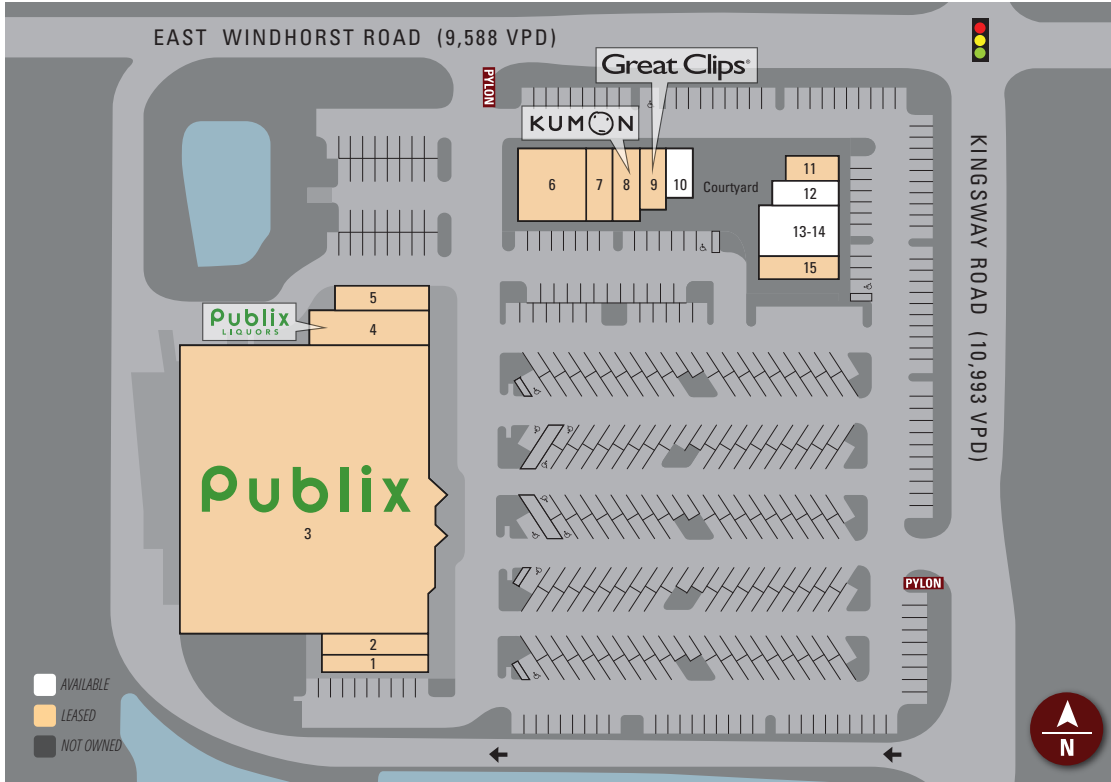 EAST WINDHORST ROAD (9,588 VPD)
PYLON
Great Clips®
KUMON
6
7
8
9
10
Courtyard
11
12
13-14
15
KINGSWAY ROAD (10,993 VPD)
5
Publix
LIQUORS
4
Publix
3
PYLON
2
1
AVAILABLE
LEASED
NOT OWNED
N